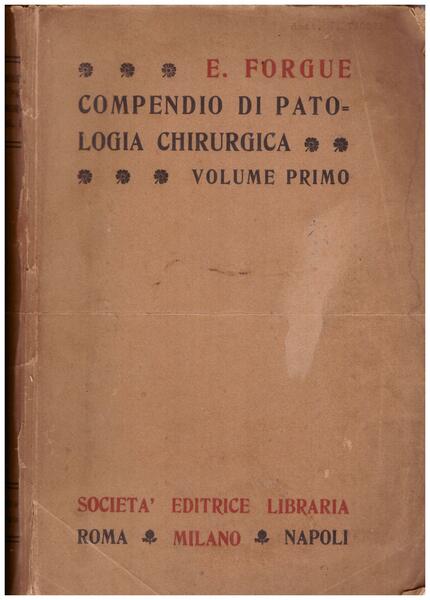 E. FORGUE
COMPENDIO DI PATO=
LOGIA CHIRURGICA
VOLUME PRIMO
SOCIETA' EDITRICE LIBRARIA
ROMA MILANO NAPOLI